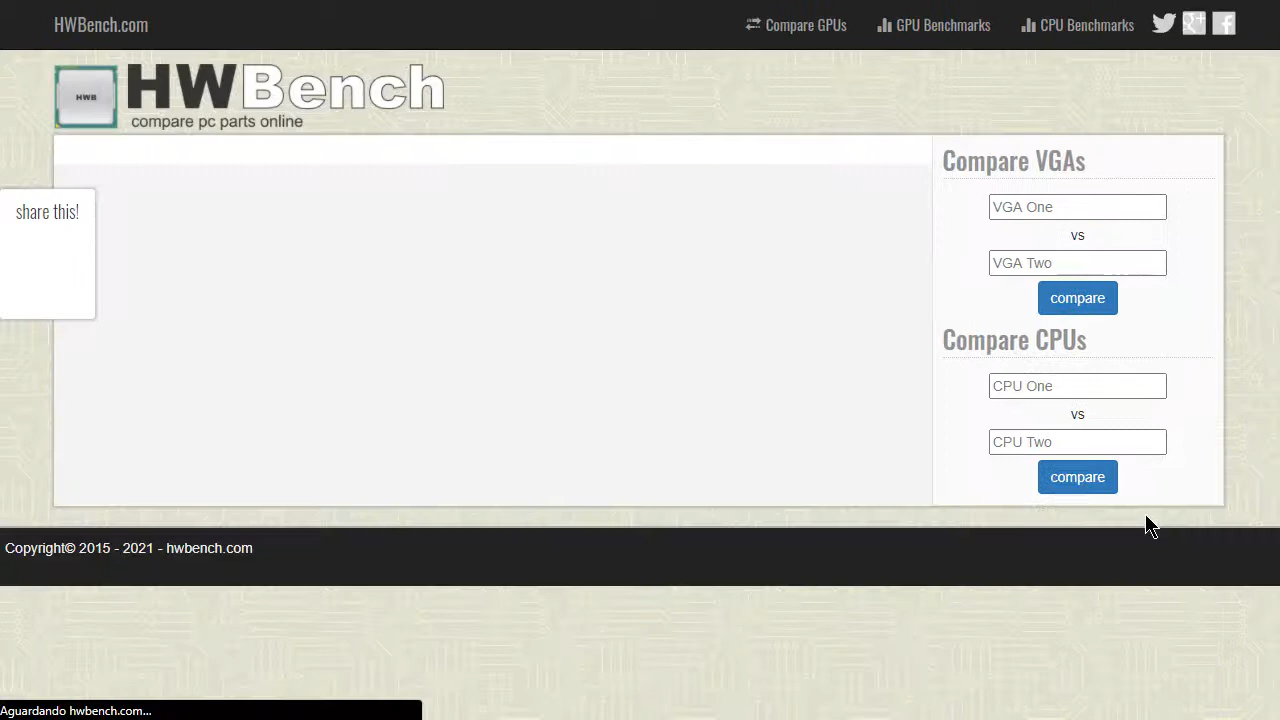 HWBench.com
Compare GPUs
GPU Benchmarks
CPU Benchmarks
HWB
HWBench
compare pc parts online
share this!
Compare VGAs
VGA One
vs
VGA Two
compare
Compare CPUs
CPU One
vs
CPU Two
compare
Copyright© 2015 - 2021 - hwbench.com
Aguardando hwbench.com...